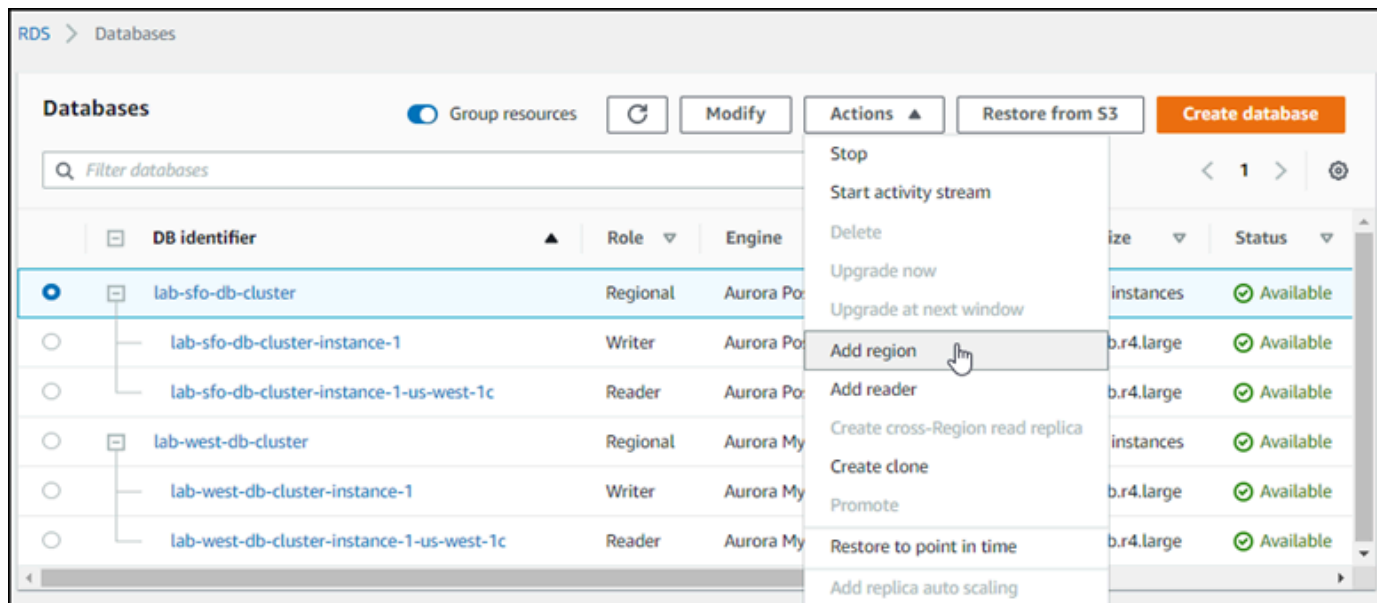 RDS > Databases
Databases Group resources Modify Actions Restore from S3 Create database
Filter databases 1
Stop
Start activity stream
Delete
Upgrade now
Upgrade at next window
Add region
Add reader
Create cross-Region read replica
Create clone
Promote
Restore to point in time
Add replica auto scaling
DB identifier Role Engine ize Status
lab-sfo-db-cluster Regional Aurora Po instances Available
lab-sfo-db-cluster-instance-1 Writer Aurora Po b.r4.large Available
lab-sfo-db-cluster-instance-1-us-west-1c Reader Aurora Po b.r4.large Available
lab-west-db-cluster Regional Aurora My instances Available
lab-west-db-cluster-instance-1 Writer Aurora My b.r4.large Available
lab-west-db-cluster-instance-1-us-west-1c Reader Aurora My b.r4.large Available